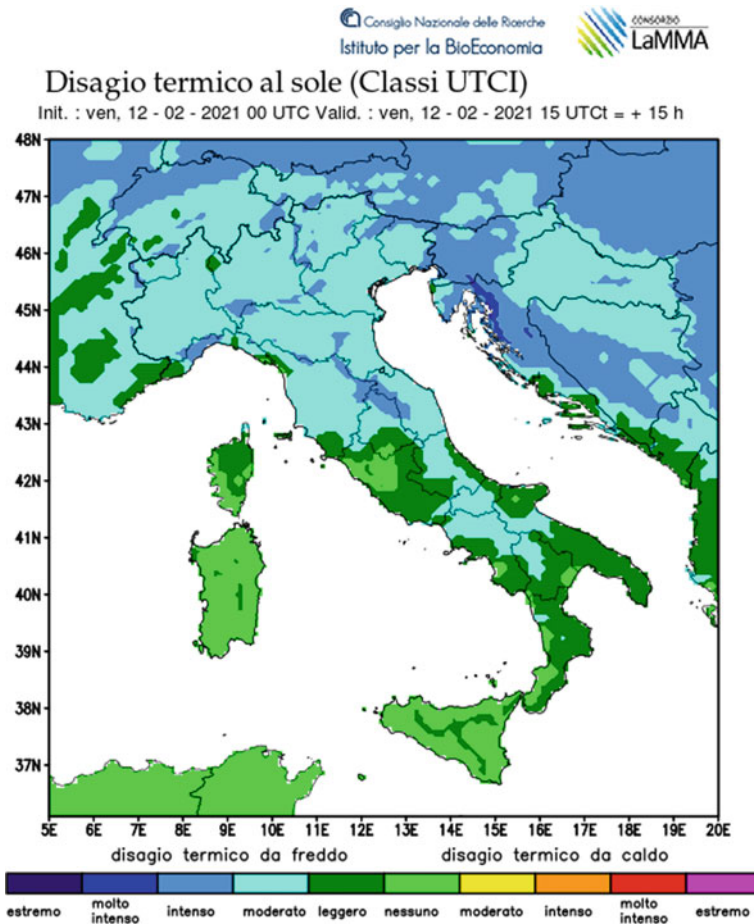 Consiglio Nazionale delle Ricerche
Istituto per la BioEconomia
CONSORZIO
LaMMA
Disagio termico al sole (Classi UTCI)
Init. : ven, 12 - 02 - 2021 00 UTC Valid. : ven, 12 - 02 - 2021 15 UTCt = + 15 h
48N
47N
46N
45N
44N
43N
42N
41N
40N
39N
38N
37N
5E 6E 7E 8E 9E 10E 11E 12E 13E 14E 15E 16E 17E 18E 19E 20E
disagio termico da freddo disagio termico da caldo
estremo molto intenso intenso moderato leggero nessuno moderato intenso molto intenso estremo